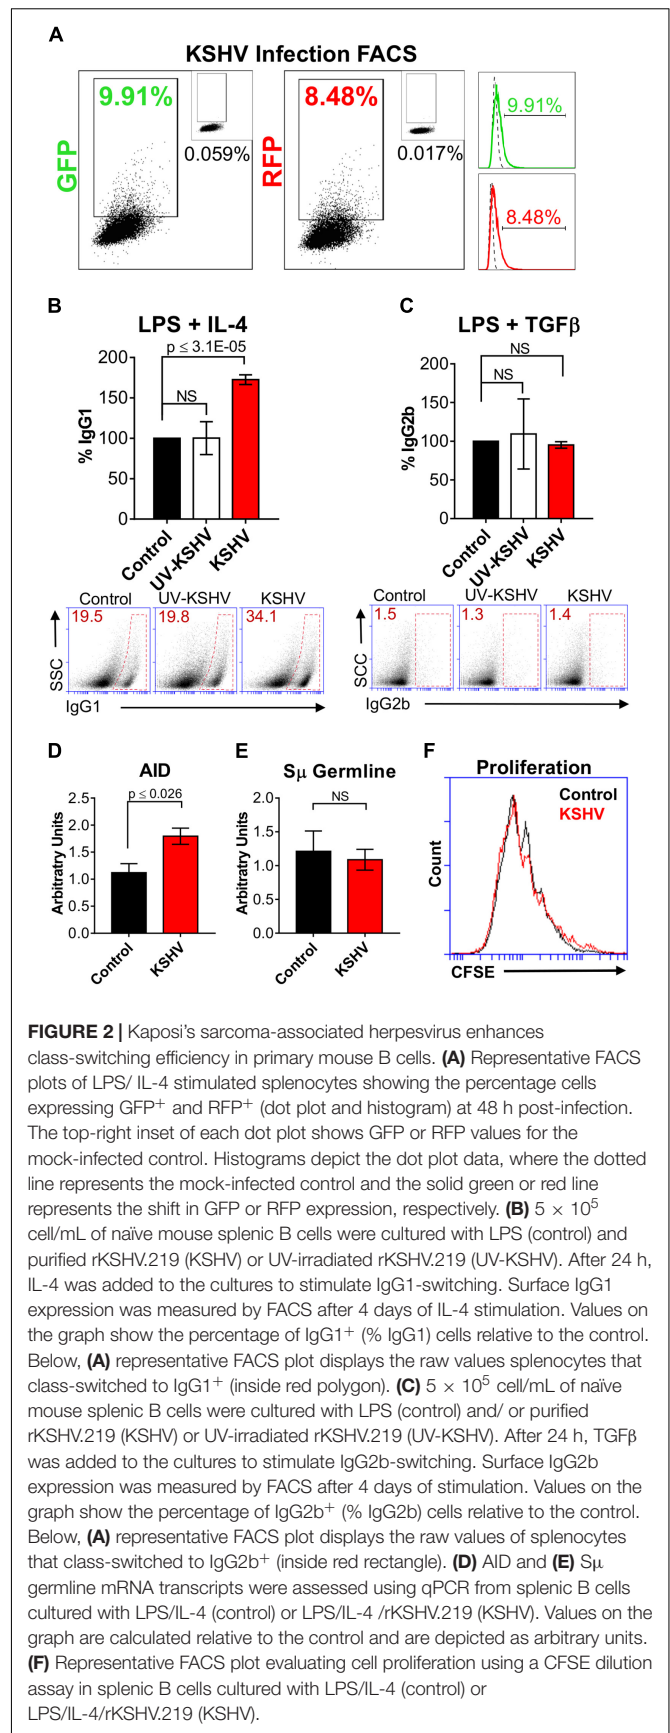 A
KSHV Infection FACS
GFP
9.91%
0.059%
RFP
8.48%
0.017%
9.91%
8.48%
B
LPS + IL-4
p ≤ 3.1E-05
NS
% IgG1
200
150
100
50
0
Control
UV-KSHV
KSHV
C
LPS + TGFβ
NS
NS
% IgG2b
200
150
100
50
0
Control
UV-KSHV
KSHV
Control UV-KSHV KSHV
19.5 19.8 34.1
SSC
IgG1
Control UV-KSHV KSHV
1.5 1.3 1.4
SCC
IgG2b
D
AID
p ≤ 0.026
Arbitratry Units
2.5
2.0
1.5
1.0
0.5
0.0
Control
KSHV
E
Sμ Germline
NS
Arbitratry Units
2.0
1.5
1.0
0.5
0.0
Control
KSHV
F
Proliferation
Control
KSHV
Count
CFSE
FIGURE 2 | Kaposi's sarcoma-associated herpesvirus enhances
class-switching efficiency in primary mouse B cells. (A) Representative FACS
plots of LPS/ IL-4 stimulated splenocytes showing the percentage cells
expressing GFP+ and RFP+ (dot plot and histogram) at 48 h post-infection.
The top-right inset of each dot plot shows GFP or RFP values for the
mock-infected control. Histograms depict the dot plot data, where the dotted
line represents the mock-infected control and the solid green or red line
represents the shift in GFP or RFP expression, respectively. (B) 5 × 10⁵
cell/mL of naïve mouse splenic B cells were cultured with LPS (control) and
purified rKSHV.219 (KSHV) or UV-irradiated rKSHV.219 (UV-KSHV). After 24 h,
IL-4 was added to the cultures to stimulate IgG1-switching. Surface IgG1
expression was measured by FACS after 4 days of IL-4 stimulation. Values on
the graph show the percentage of IgG1+ (% IgG1) cells relative to the control.
Below, (A) representative FACS plot displays the raw values splenocytes that
class-switched to IgG1+ (inside red polygon). (C) 5 × 10⁵ cell/mL of naïve
mouse splenic B cells were cultured with LPS (control) and/ or purified
rKSHV.219 (KSHV) or UV-irradiated rKSHV.219 (UV-KSHV). After 24 h, TGFβ
was added to the cultures to stimulate IgG2b-switching. Surface IgG2b
expression was measured by FACS after 4 days of stimulation. Values on the
graph show the percentage of IgG2b+ (% IgG2b) cells relative to the control.
Below, (A) representative FACS plot displays the raw values of splenocytes
that class-switched to IgG2b+ (inside red rectangle). (D) AID and (E) Sμ
germline mRNA transcripts were assessed using qPCR from splenic B cells
cultured with LPS/IL-4 (control) or LPS/IL-4 /rKSHV.219 (KSHV). Values on the
graph are calculated relative to the control and are depicted as arbitrary units.
(F) Representative FACS plot evaluating cell proliferation using a CFSE dilution
assay in splenic B cells cultured with LPS/IL-4 (control) or
LPS/IL-4/rKSHV.219 (KSHV).